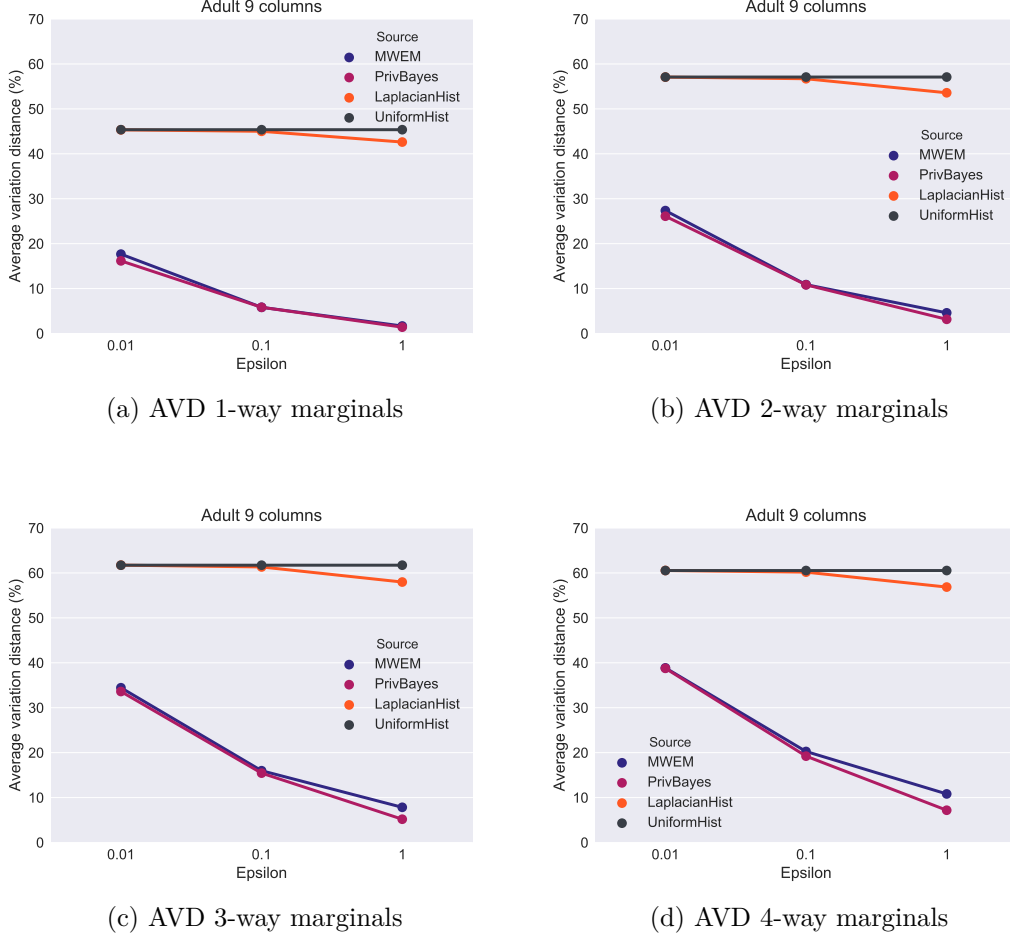 Adult 9 columns
70
60
50
40
30
20
10
0
Average variation distance (%)
Source
MWEM
PrivBayes
LaplacianHist
UniformHist
0.01 0.1 1
Epsilon
(a) AVD 1-way marginals
Adult 9 columns
70
60
50
40
30
20
10
0
Average variation distance (%)
Source
MWEM
PrivBayes
LaplacianHist
UniformHist
0.01 0.1 1
Epsilon
(b) AVD 2-way marginals
Adult 9 columns
70
60
50
40
30
20
10
0
Average variation distance (%)
Source
MWEM
PrivBayes
LaplacianHist
UniformHist
0.01 0.1 1
Epsilon
(c) AVD 3-way marginals
Adult 9 columns
70
60
50
40
30
20
10
0
Average variation distance (%)
Source
MWEM
PrivBayes
LaplacianHist
UniformHist
0.01 0.1 1
Epsilon
(d) AVD 4-way marginals